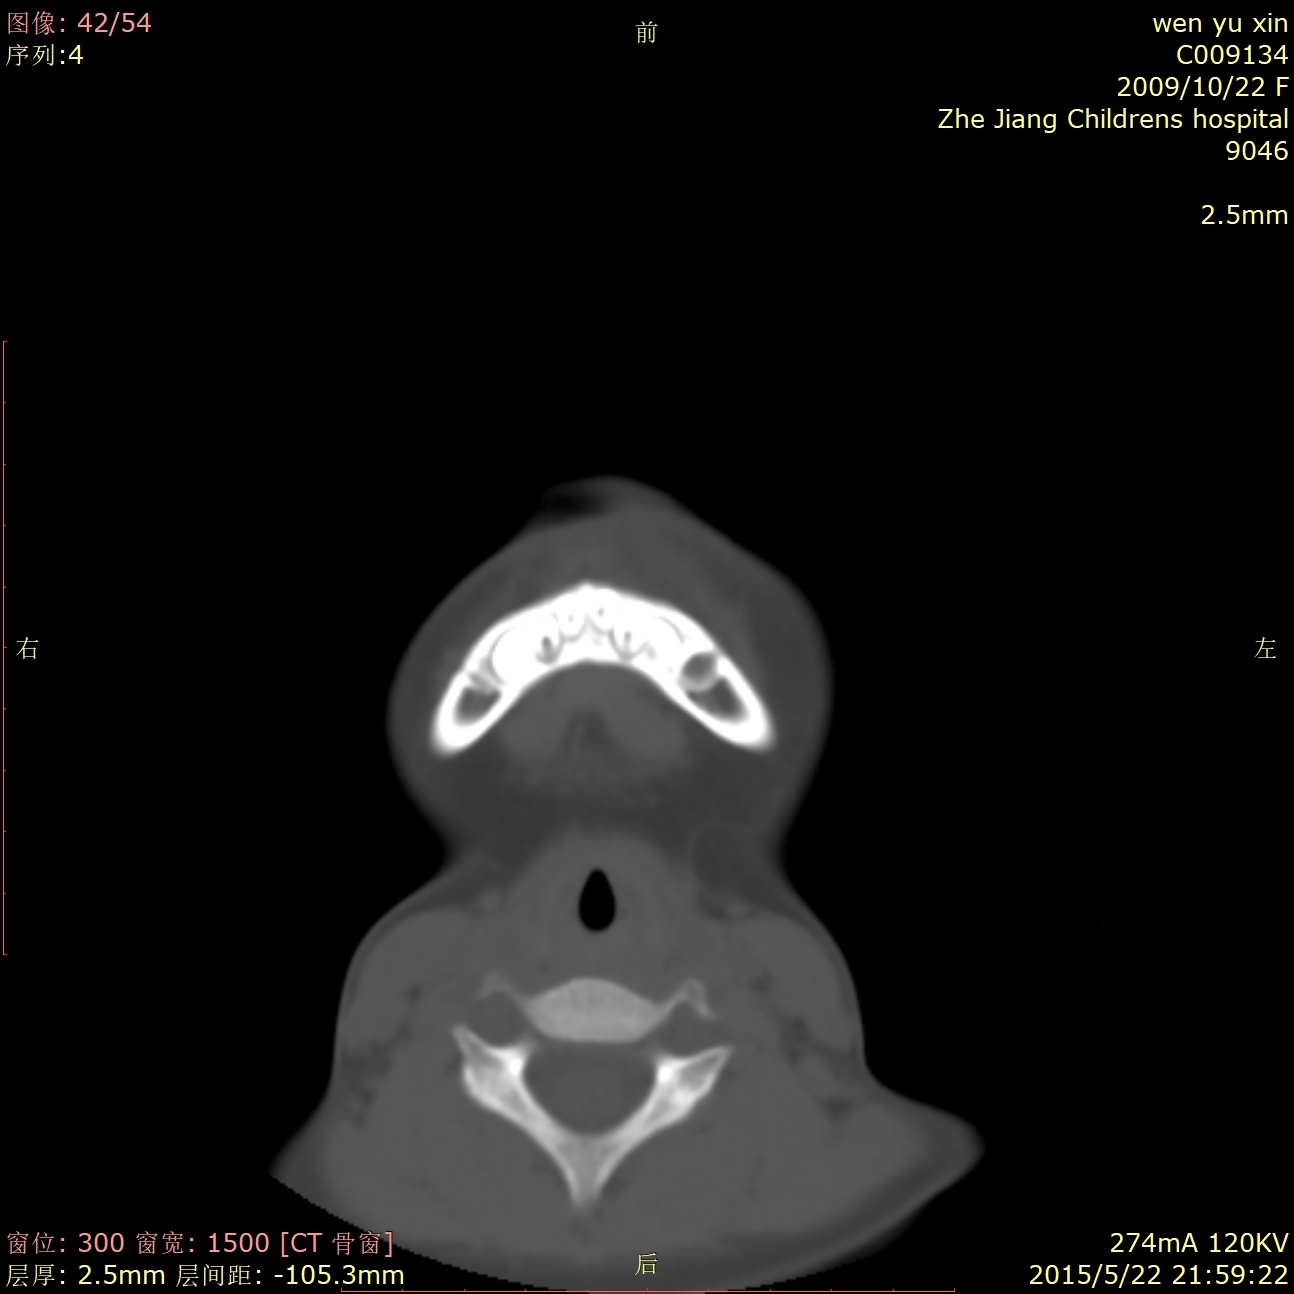 图像: 42/54
序列:4
前
wen yu xin
C009134
2009/10/22 F
Zhe Jiang Childrens hospital
9046
2.5mm
右
左
窗位: 300 窗宽: 1500 [CT 骨窗]
层厚: 2.5mm 层间距: -105.3mm
后
274mA 120KV
2015/5/22 21:59:22